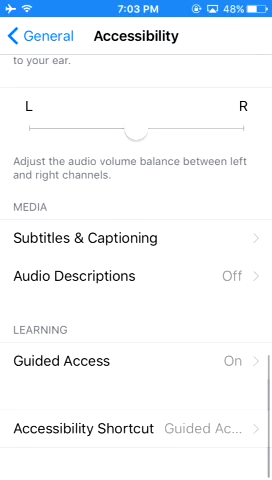 7:03 PM
48%
General
Accessibility
to your ear.
L
R
Adjust the audio volume balance between left
and right channels.
MEDIA
Subtitles & Captioning
Audio Descriptions Off
LEARNING
Guided Access On
Accessibility Shortcut Guided Ac...